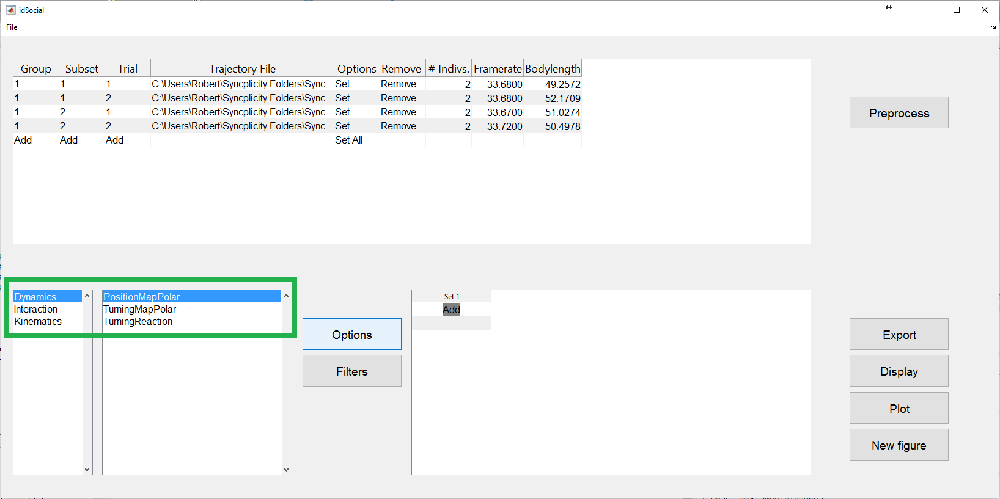 idSocial
File
Group Subset Trial Trajectory File Options Remove # Indivs. Framerate Bodylength
1 1 1 C:\Users\Robert\Syncplicity Folders\Sync... Set Remove 2 33.6800 49.2572
1 1 2 C:\Users\Robert\Syncplicity Folders\Sync... Set Remove 2 33.6800 52.1709
1 2 1 C:\Users\Robert\Syncplicity Folders\Sync... Set Remove 2 33.6700 51.0274
1 2 2 C:\Users\Robert\Syncplicity Folders\Sync... Set Remove 2 33.7200 50.4978
Add Add Add Set All
Preprocess
Dynamics
Interaction
Kinematics
PositionMapPolar
TurningMapPolar
TurningReaction
Options
Filters
Set 1
Add
Export
Display
Plot
New figure